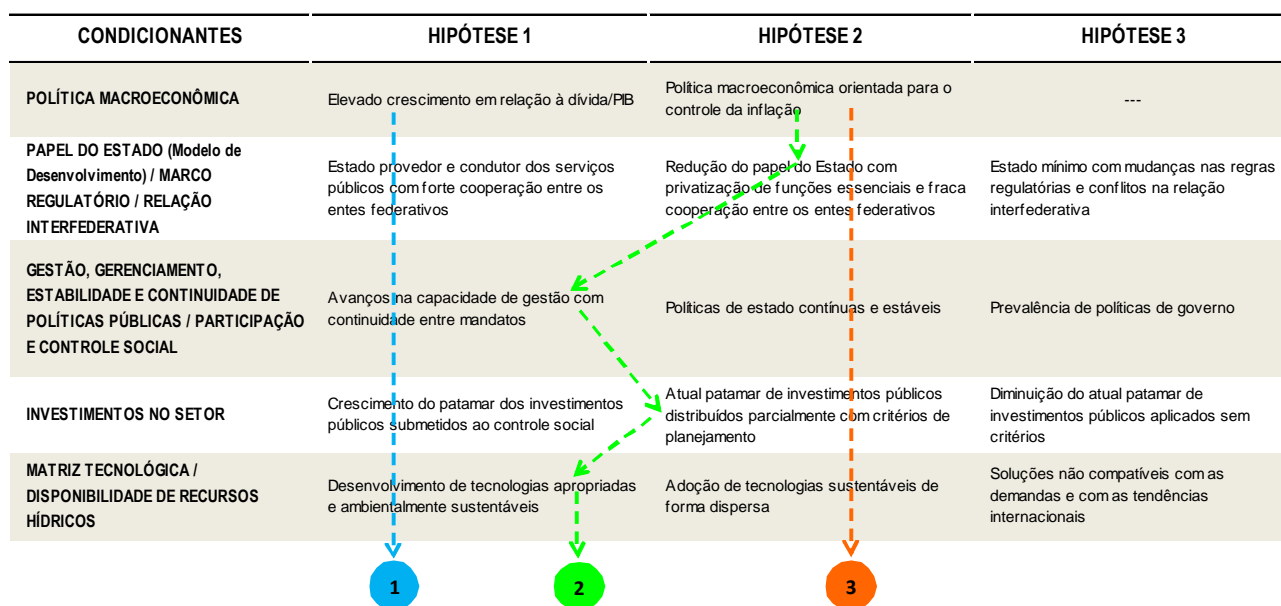 CONDICIONANTES
HIPÓTESE 1
HIPÓTESE 2
HIPÓTESE 3
POLÍTICA MACROECONÔMICA
Elevado crescimento em relação à dívida/PIB
Política macroeconômica orientada para o
controle da inflação
---
PAPEL DO ESTADO (Modelo de
Desenvolvimento) / MARCO
REGULATÓRIO / RELAÇÃO
INTERFEDERATIVA
Estado provedor e condutor dos serviços
públicos com forte cooperação entre os
entes federativos
Redução do papel do Estado com
privatização de funções essenciais e fraca
cooperação entre os entes federativos
Estado mínimo com mudanças nas regras
regulatórias e conflitos na relação
interfederativa
GESTÃO, GERENCIAMENTO,
ESTABILIDADE E CONTINUIDADE DE
POLÍTICAS PÚBLICAS / PARTICIPAÇÃO
E CONTROLE SOCIAL
Avanços na capacidade de gestão com
continuidade entre mandatos
Políticas de estado contínuas e estáveis
Prevalência de políticas de governo
INVESTIMENTOS NO SETOR
Crescimento do patamar dos investimentos
públicos submetidos ao controle social
Atual patamar de investimentos públicos
distribuídos parcialmente com critérios de
planejamento
Diminuição do atual patamar de
investimentos públicos aplicados sem
critérios
MATRIZ TECNOLÓGICA /
DISPONIBILIDADE DE RECURSOS
HÍDRICOS
Desenvolvimento de tecnologias apropriadas
e ambientalmente sustentáveis
Adoção de tecnologias sustentáveis de
forma dispersa
Soluções não compatíveis com as
demandas e com as tendências
internacionais
1
2
3